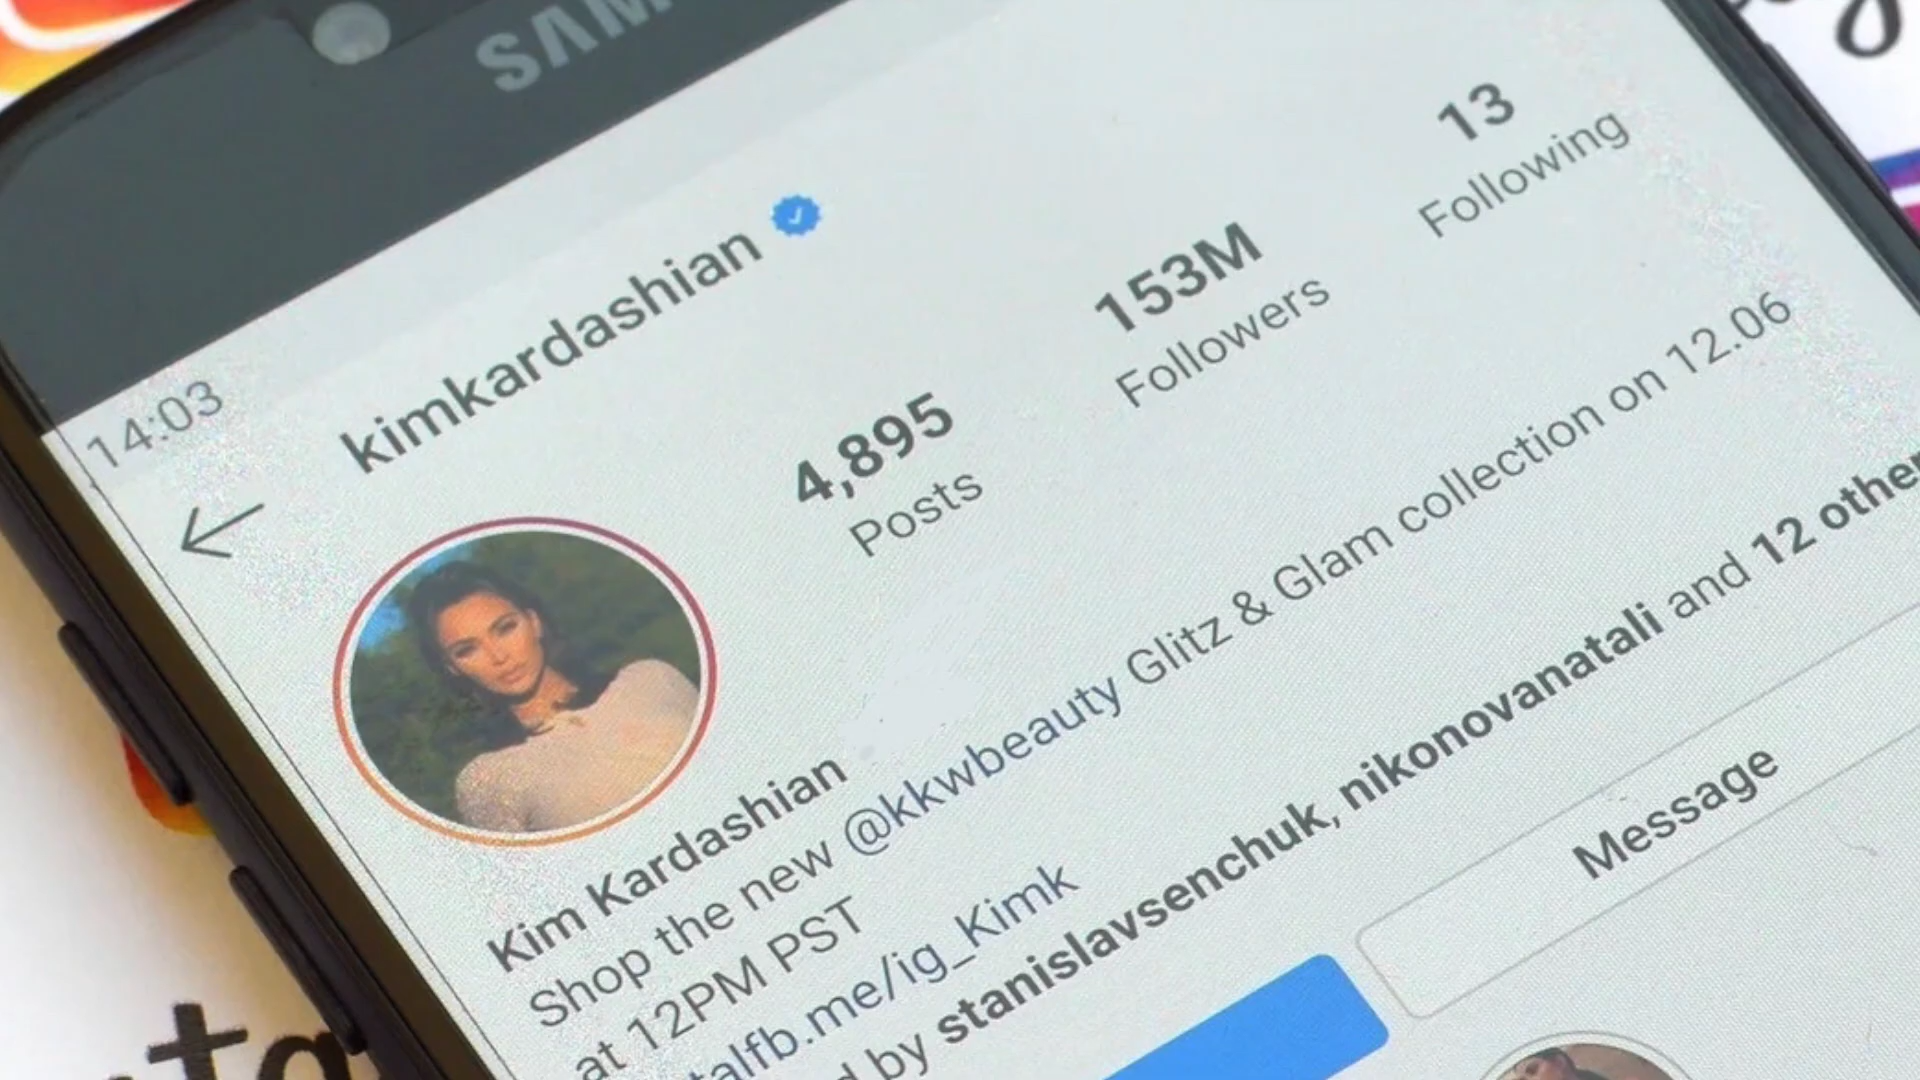 SAM
14:03
kimkardashian
4,895
Posts
153M
Followers
13
Following
Kim Kardashian
Shop the new @kkwbeauty Glitz & Glam collection on 12.06
at 12PM PST
talfb.me/ig_Kimk
by stanislavsenchuk, nikonovanatali and 12 other
Message